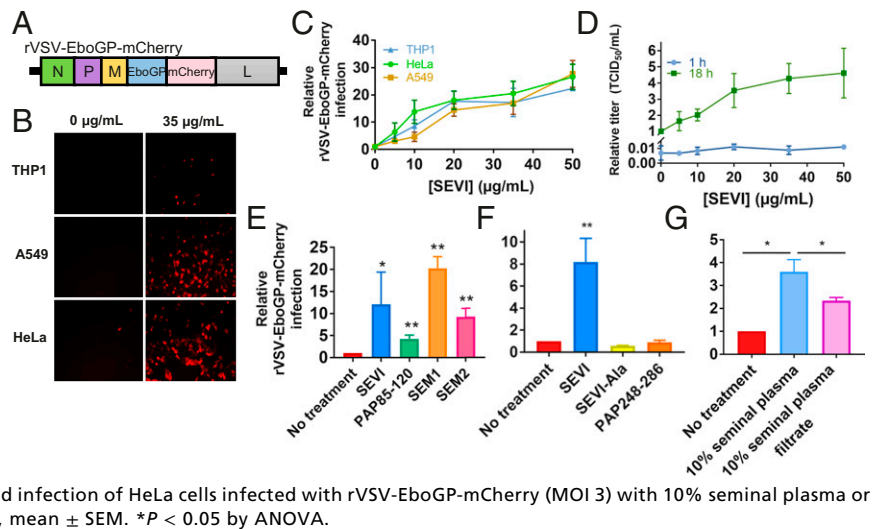 A
rVSV-EboGP-mCherry
N P M EboGP mCherry L
B
0 µg/mL 35 µg/mL
THP1
A549
HeLa
C
Relative
rVSV-EboGP-mCherry
infection
40
30
20
10
0
THP1
HeLa
A549
0 10 20 30 40 50
[SEVI] (µg/mL)
D
Relative titer (TCID50/mL)
6
5
4
3
2
1
0.01
0.00
1 h
18 h
0 10 20 30 40 50
[SEVI] (µg/mL)
E
Relative
rVSV-EboGP-mCherry
infection
25
20
15
10
5
0
*
**
**
**
No treatment
SEVI
PAP85-120
SEM1
SEM2
F
10
8
6
4
2
0
**
No treatment
SEVI
SEVI-Ala
PAP248-286
G
5
4
3
2
1
0
* *
No treatment
10% seminal plasma
10% seminal plasma
filtrate
d infection of HeLa cells infected with rVSV-EboGP-mCherry (MOI 3) with 10% seminal plasma or
, mean ± SEM. *P < 0.05 by ANOVA.